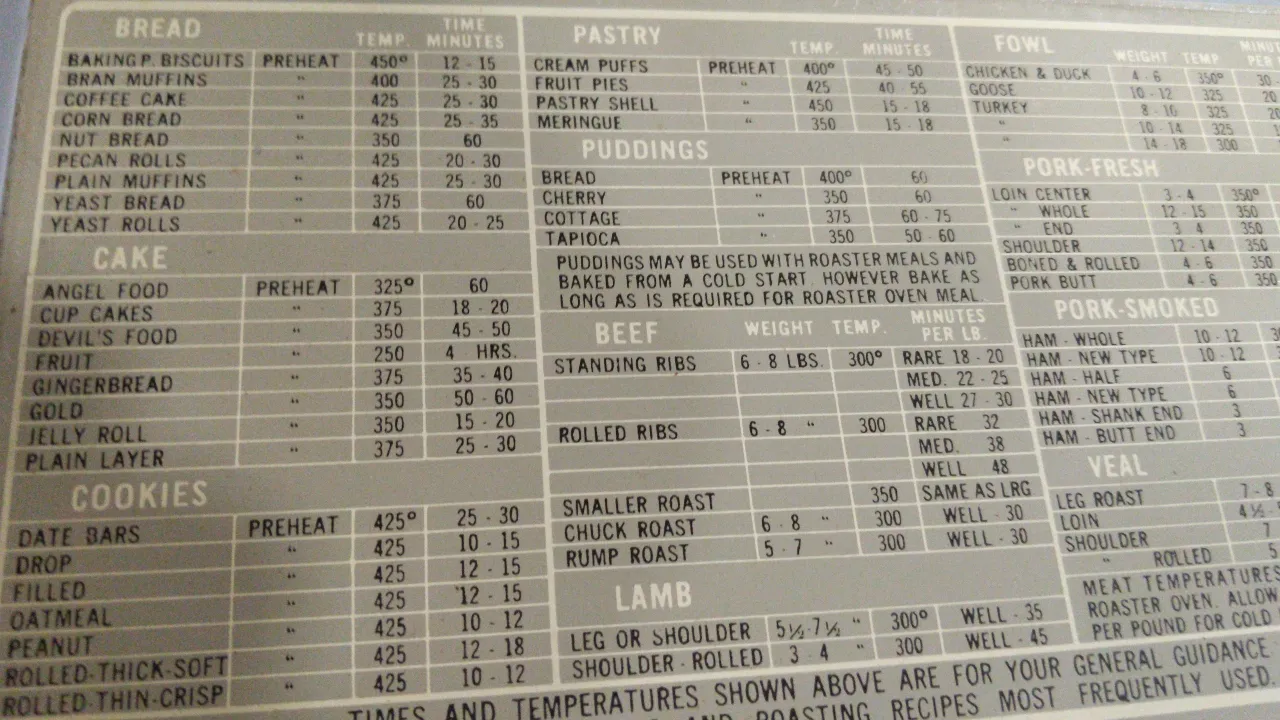 BREAD TEMP. TIME MINUTES
BAKING P. BISCUITS PREHEAT 450° 12 - 15
BRAN MUFFINS " 400 25 - 30
COFFEE CAKE " 425 25 - 30
CORN BREAD " 425 25 - 35
NUT BREAD " 350 60
PECAN ROLLS " 425 20 - 30
PLAIN MUFFINS " 425 25 - 30
YEAST BREAD " 375 60
YEAST ROLLS " 425 20 - 25
CAKE
ANGEL FOOD PREHEAT 325° 60
CUP CAKES " 375 18 - 20
DEVIL'S FOOD " 350 45 - 50
FRUIT " 250 4 HRS.
GINGERBREAD " 375 35 - 40
GOLD " 350 50 - 60
JELLY ROLL " 350 15 - 20
PLAIN LAYER " 375 25 - 30
COOKIES
DATE BARS PREHEAT 425° 25 - 30
DROP " 425 10 - 15
FILLED " 425 12 - 15
OATMEAL " 425 12 - 15
PEANUT " 425 10 - 12
ROLLED-THICK-SOFT " 425 12 - 18
ROLLED-THIN-CRISP " 425 10 - 12
PASTRY TEMP. TIME MINUTES
CREAM PUFFS PREHEAT 400° 45 - 50
FRUIT PIES " 425 40 - 55
PASTRY SHELL " 450 15 - 18
MERINGUE " 350 15 - 18
PUDDINGS
BREAD PREHEAT 400° 60
CHERRY " 350 60
COTTAGE " 375 60 - 75
TAPIOCA " 350 50 - 60
PUDDINGS MAY BE USED WITH ROASTER MEALS AND
BAKED FROM A COLD START. HOWEVER BAKE AS
LONG AS IS REQUIRED FOR ROASTER OVEN MEAL.
BEEF WEIGHT TEMP. MINUTES PER LB.
STANDING RIBS 6 - 8 LBS. 300° RARE 18 - 20
MED. 22 - 25
WELL 27 - 30
ROLLED RIBS 6 - 8 " 300 RARE 32
MED. 38
WELL 48
SMALLER ROAST 350 SAME AS LRG
CHUCK ROAST 6 - 8 " 300 WELL - 30
RUMP ROAST 5 - 7 " 300 WELL - 30
LAMB
LEG OR SHOULDER 5½-7½ " 300° WELL - 35
SHOULDER - ROLLED 3 - 4 " 300 WELL - 45
FOWL WEIGHT TEMP
CHICKEN & DUCK 4 - 6 350° 30
GOOSE 10 - 12 325 20
TURKEY 8 - 10 325 20
" 10 - 14 325
" 14 - 18 300
PORK-FRESH
LOIN CENTER 3 - 4 350°
" WHOLE 12 - 15 350
" END 3 4 350
SHOULDER 12 - 14 350
BONED & ROLLED 4 - 6 350
PORK BUTT 4 - 6 350
PORK-SMOKED
HAM - WHOLE 10 - 12
HAM - NEW TYPE 10 - 12
HAM - HALF 6
HAM - NEW TYPE 6
HAM - SHANK END 3
HAM - BUTT END 3
VEAL
LEG ROAST 7 - 8
LOIN 4½
SHOULDER 7
" ROLLED 5
MEAT TEMPERATURES
ROASTER OVEN. ALLOW
PER POUND FOR COLD
TIMES AND TEMPERATURES SHOWN ABOVE ARE FOR YOUR GENERAL GUIDANCE
AND ROASTING RECIPES MOST FREQUENTLY USED.